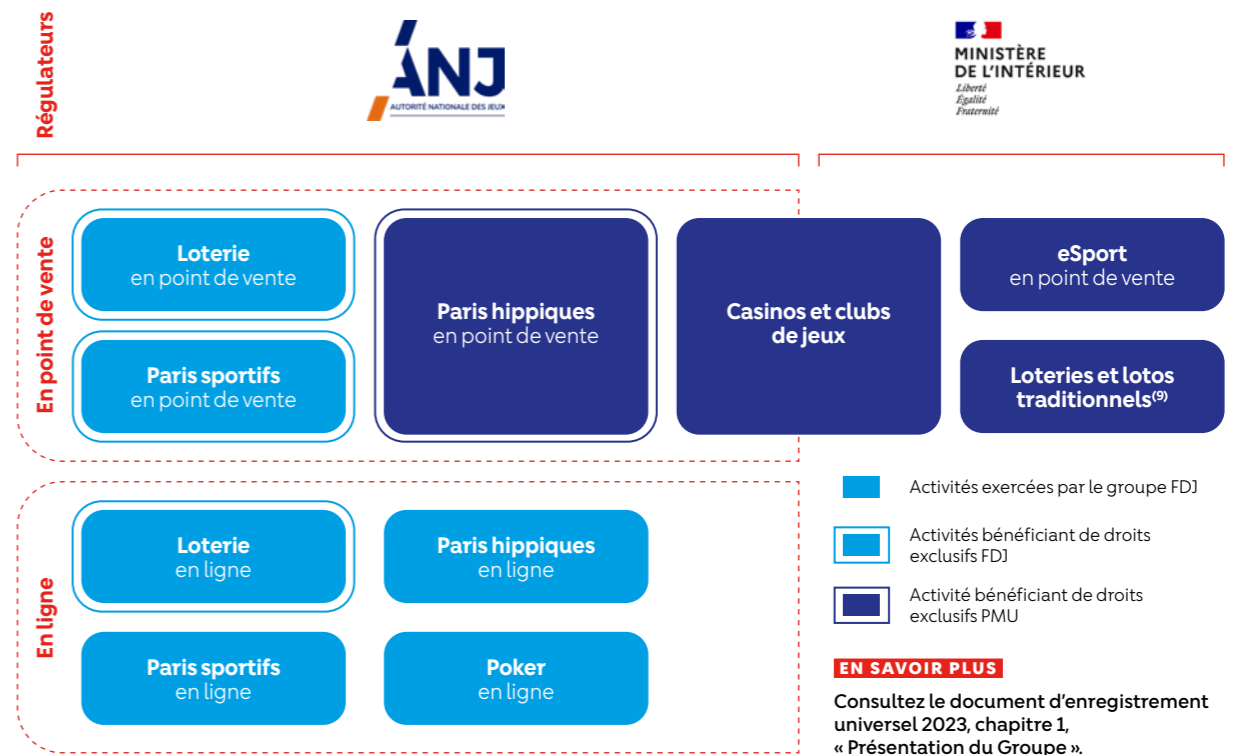 Régulateurs
ANJ
AUTORITÉ NATIONALE DES JEUX
MINISTÈRE
DE L'INTÉRIEUR
Liberté
Égalité
Fraternité
En point de vente
Loterie
en point de vente
Paris sportifs
en point de vente
Paris hippiques
en point de vente
Casinos et clubs
de jeux
eSport
en point de vente
Loteries et lotos
traditionnels(9)
En ligne
Loterie
en ligne
Paris hippiques
en ligne
Paris sportifs
en ligne
Poker
en ligne
Activités exercées par le groupe FDJ
Activités bénéficiant de droits
exclusifs FDJ
Activité bénéficiant de droits
exclusifs PMU
EN SAVOIR PLUS
Consultez le document d'enregistrement
universel 2023, chapitre 1,
« Présentation du Groupe ».